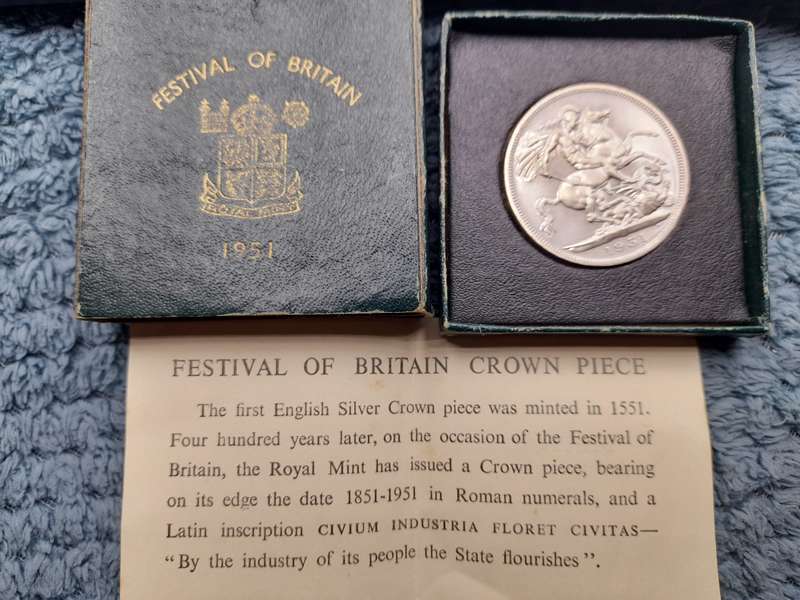 FESTIVAL OF BRITAIN
1951
1951
FESTIVAL OF BRITAIN CROWN PIECE
The first English Silver Crown piece was minted in 1551.
Four hundred years later, on the occasion of the Festival of
Britain, the Royal Mint has issued a Crown piece, bearing
on its edge the date 1851-1951 in Roman numerals, and a
Latin inscription CIVIUM INDUSTRIA FLORET CIVITAS—
"By the industry of its people the State flourishes".